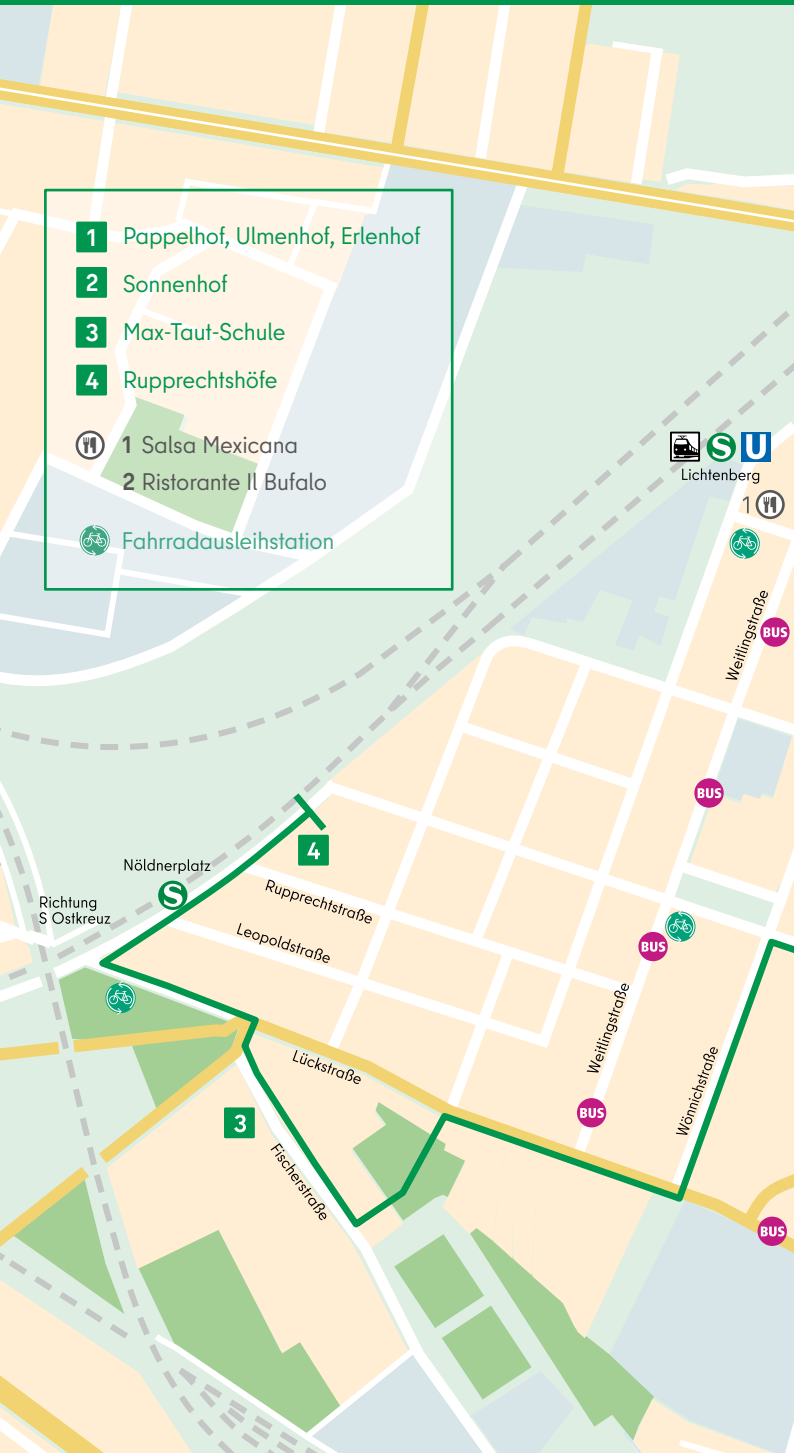 1 Pappelhof, Ulmenhof, Erlenhof
2 Sonnenhof
3 Max-Taut-Schule
4 Rupprechtshöfe
1 Salsa Mexicana
2 Ristorante Il Bufalo
Fahrradausleihstation
S U
Lichtenberg
1
Weitlingstraße
BUS
BUS
4
Nöldnerplatz
S
Richtung
S Ostkreuz
Rupprechtstraße
Leopoldstraße
BUS
Weitlingstraße
Lückstraße
Wönnichstraße
BUS
3
Fischerstraße
BUS